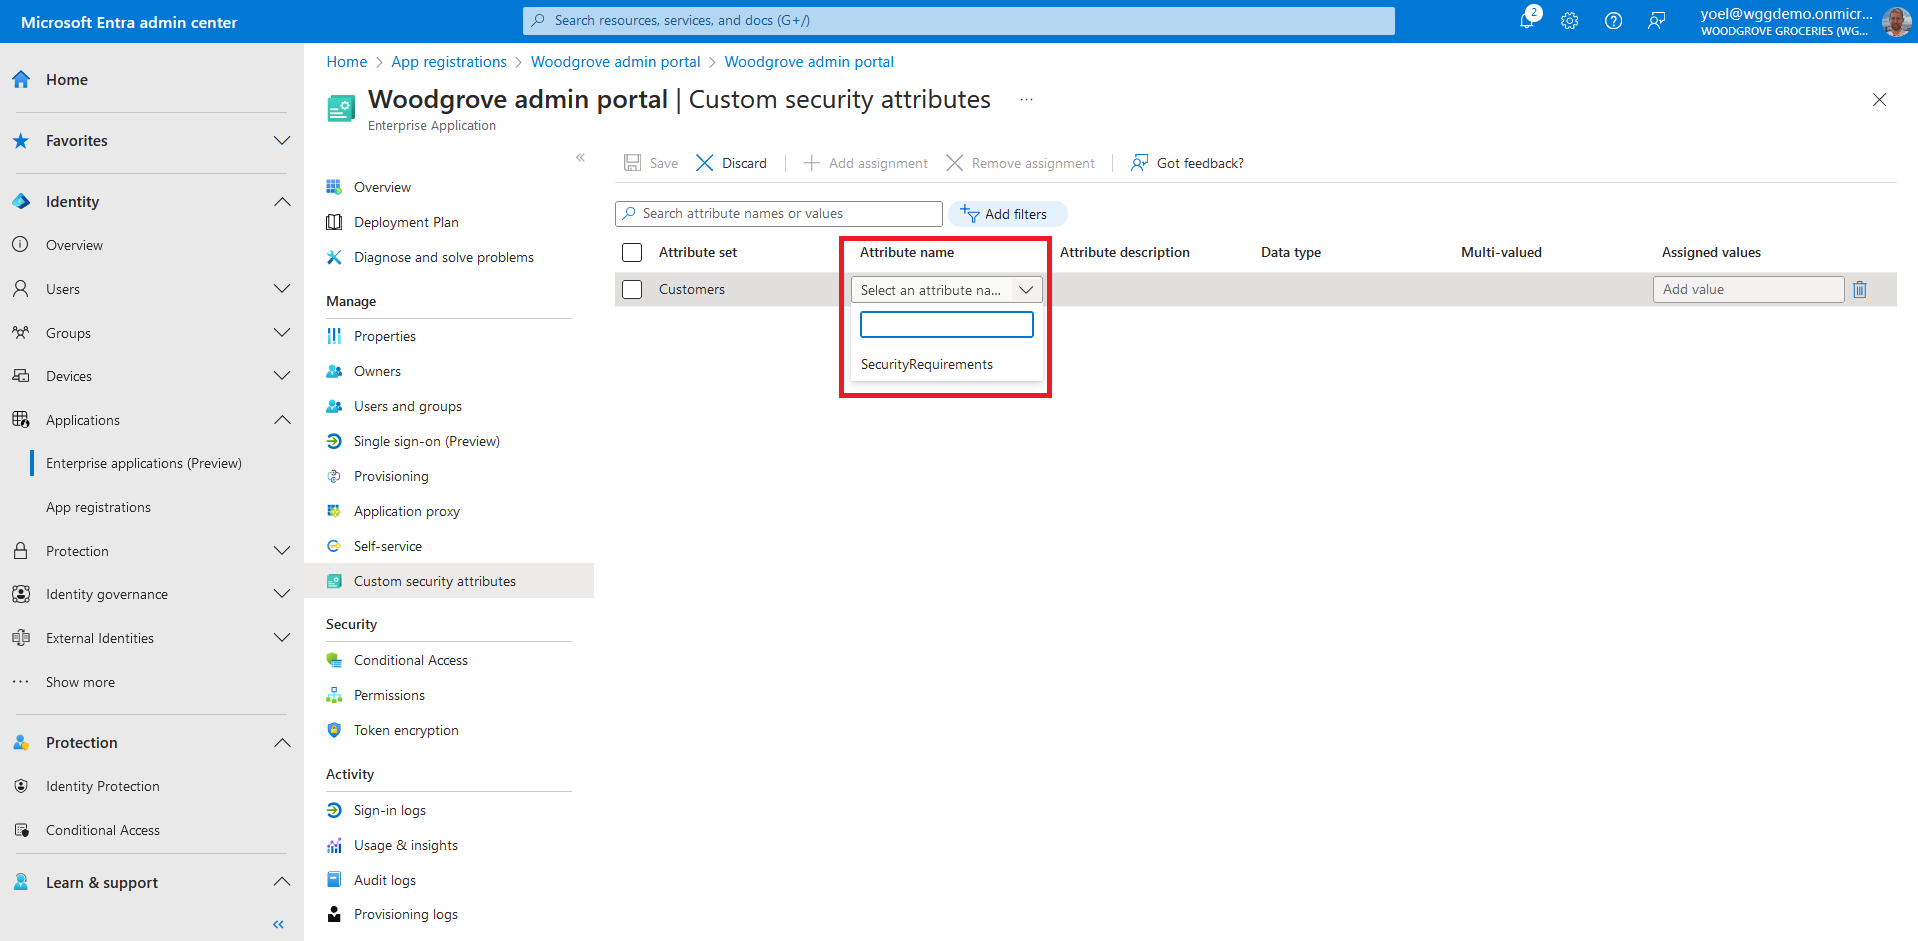 Microsoft Entra admin center
Search resources, services, and docs (G+/)
2
yoel@wggdemo.onmicr...
WOODGROVE GROCERIES (WG...
Home
Favorites
Identity
Overview
Users
Groups
Devices
Applications
Enterprise applications (Preview)
App registrations
Protection
Identity governance
External Identities
Show more
Protection
Identity Protection
Conditional Access
Learn & support
Home > App registrations > Woodgrove admin portal > Woodgrove admin portal
Woodgrove admin portal | Custom security attributes ...
Enterprise Application
Overview
Deployment Plan
Diagnose and solve problems
Manage
Properties
Owners
Users and groups
Single sign-on (Preview)
Provisioning
Application proxy
Self-service
Custom security attributes
Security
Conditional Access
Permissions
Token encryption
Activity
Sign-in logs
Usage & insights
Audit logs
Provisioning logs
Save Discard Add assignment Remove assignment Got feedback?
Search attribute names or values Add filters
Attribute set Attribute name Attribute description Data type Multi-valued Assigned values
Customers Select an attribute na... Add value
SecurityRequirements